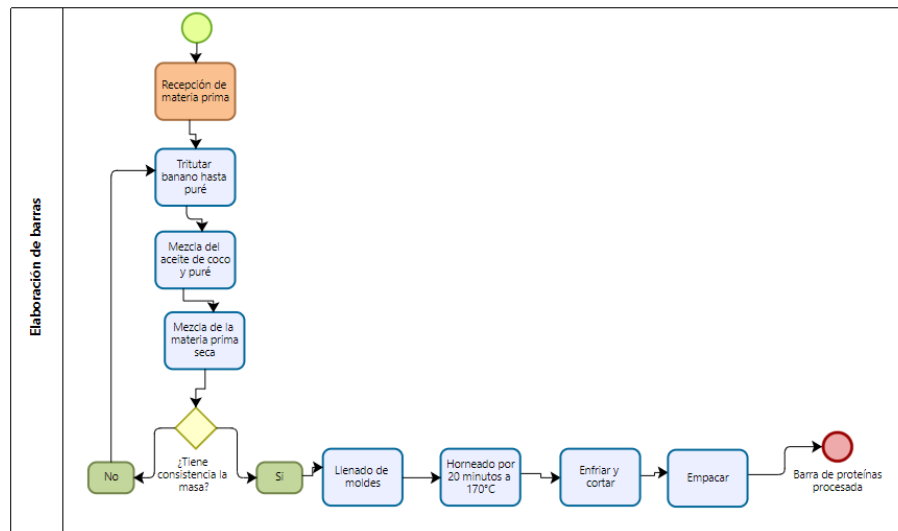 Elaboración de barras
Recepción de
materia prima
Tritutar
banano hasta
puré
Mezcla del
aceite de coco
y puré
Mezcla de la
materia prima
seca
¿Tiene
consistencia la
masa?
No
Si
Llenado de
moldes
Horneado por
20 minutos a
170°C
Enfriar y
cortar
Empacar
Barra de proteínas
procesada